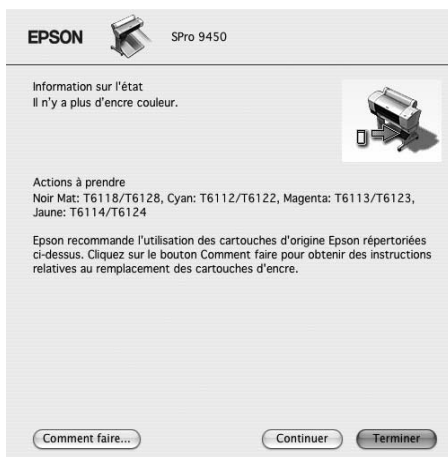 EPSON SPro 9450
Information sur l'état
Il n'y a plus d'encre couleur.
Actions à prendre
Noir Mat: T6118/T6128, Cyan: T6112/T6122, Magenta: T6113/T6123,
Jaune: T6114/T6124
Epson recommande l'utilisation des cartouches d'origine Epson répertoriées
ci-dessus. Cliquez sur le bouton Comment faire pour obtenir des instructions
relatives au remplacement des cartouches d'encre.
Comment faire... Continuer Terminer